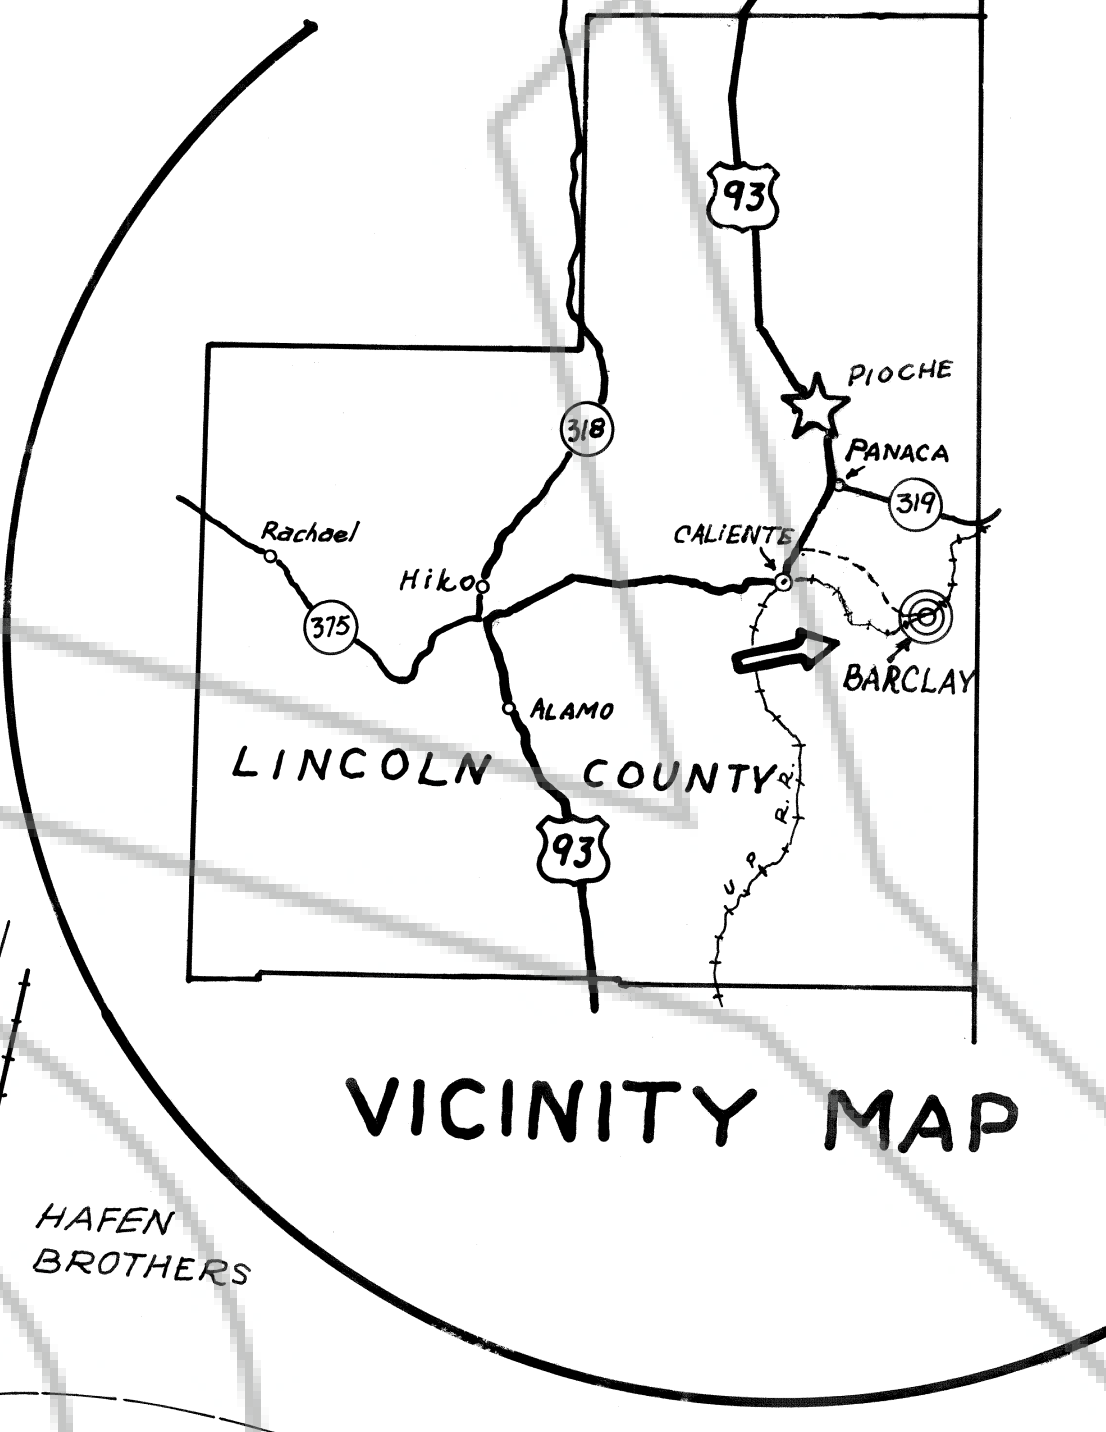 93
PIOCHE
318
PANACA
319
Rachael
CALIENTE
Hiko
375
BARCLAY
ALAMO
LINCOLN COUNTY
U P R. R.
93
VICINITY MAP
HAFEN
BROTHERS